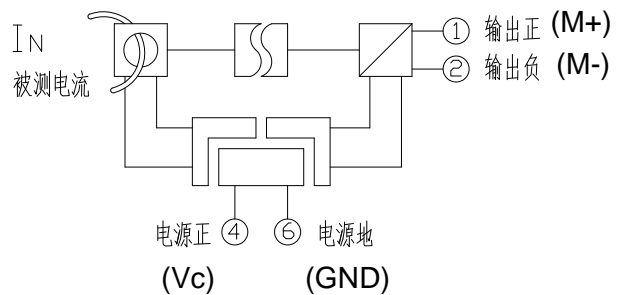 IN
被测电流
① 输出正 (M+)
② 输出负 (M-)
电源正 ④ ⑥ 电源地
(Vc) (GND)